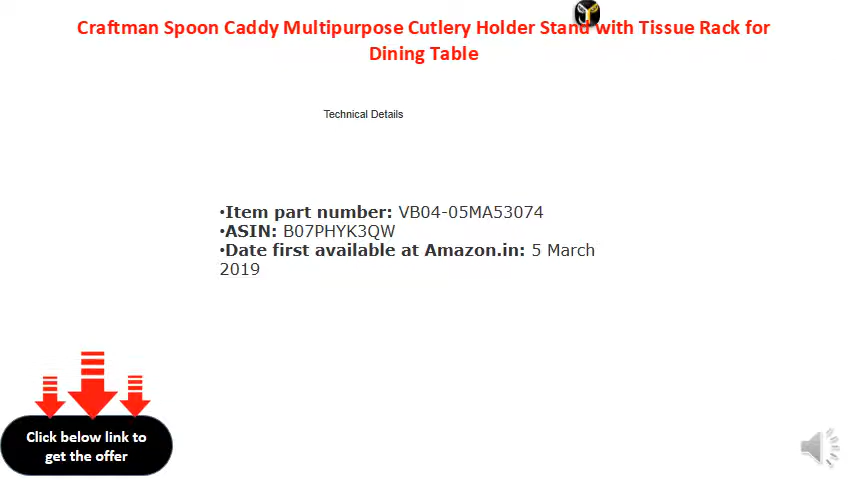 Craftman Spoon Caddy Multipurpose Cutlery Holder Stand with Tissue Rack for
Dining Table
Technical Details
•Item part number: VB04-05MA53074
•ASIN: B07PHYK3QW
•Date first available at Amazon.in: 5 March
2019
Click below link to
get the offer